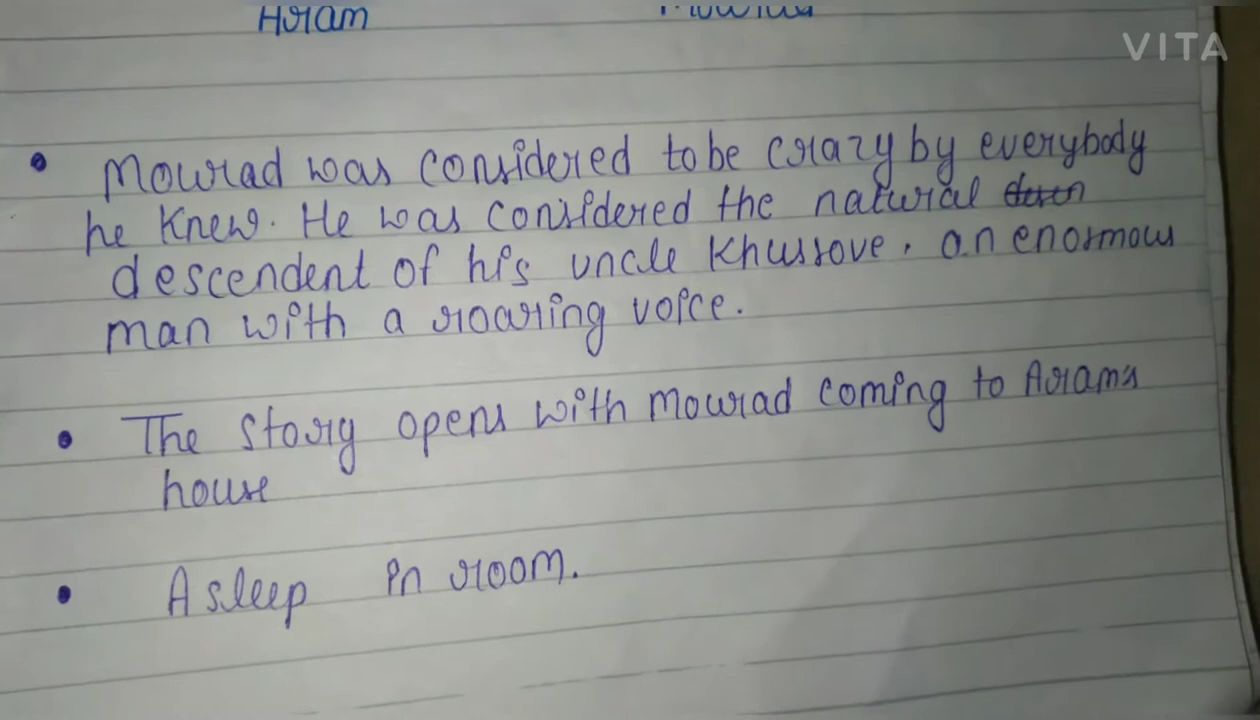 Aram
VITA
• Mourad was considered to be crazy by everybody
he knew. He was considered the natural
descendent of his uncle Khusrove, an enormous
man with a roaring voice.
• The story opens with mourad coming to Arams
house
• Asleep in room.